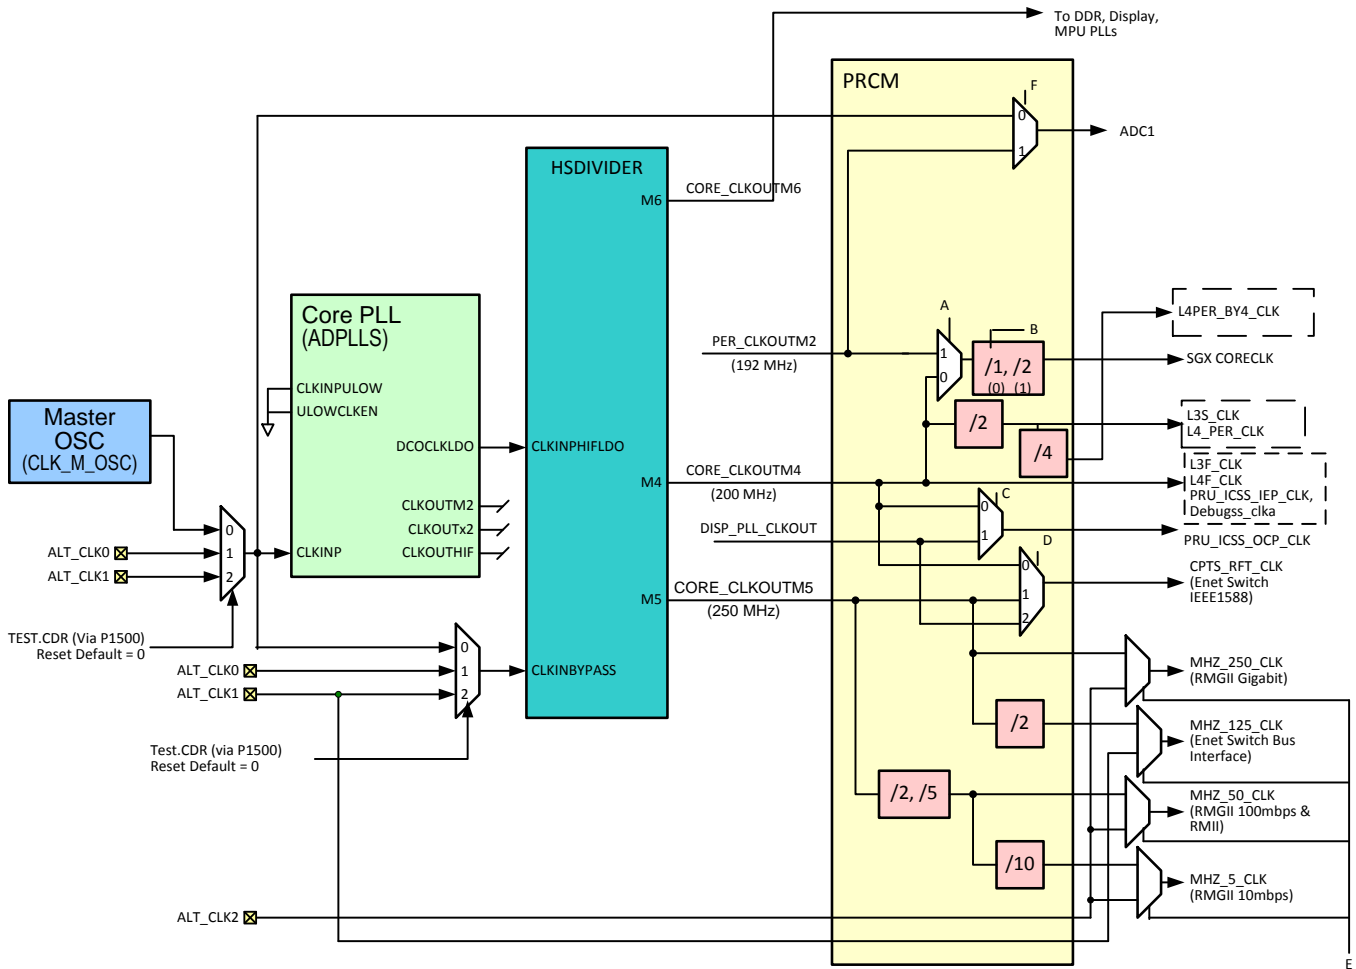 To DDR, Display,
MPU PLLs
PRCM
F
0
1
ADC1
HSDIVIDER
M6
CORE_CLKOUTM6
Core PLL
(ADPLLS)
CLKINPULOW
ULOWCLKEN
DCOCLKLDO
CLKINPHIFLDO
CLKOUTM2
CLKOUTx2
CLKOUTHIF
CLKINP
Master
OSC
(CLK_M_OSC)
0
1
2
ALT_CLK0
ALT_CLK1
TEST.CDR (Via P1500)
Reset Default = 0
PER_CLKOUTM2
(192 MHz)
A
1
0
B
/1, /2
(0) (1)
L4PER_BY4_CLK
SGX CORECLK
/2
/4
L3S_CLK
L4_PER_CLK
M4
CORE_CLKOUTM4
(200 MHz)
L3F_CLK
L4F_CLK
PRU_ICSS_IEP_CLK,
Debugss_clka
DISP_PLL_CLKOUT
C
0
1
PRU_ICSS_OCP_CLK
D
0
1
2
CPTS_RFT_CLK
(Enet Switch
IEEE1588)
M5
CORE_CLKOUTM5
(250 MHz)
0
1
2
ALT_CLK0
ALT_CLK1
CLKINBYPASS
Test.CDR (via P1500)
Reset Default = 0
MHZ_250_CLK
(RMGII Gigabit)
/2
MHZ_125_CLK
(Enet Switch Bus
Interface)
/2, /5
MHZ_50_CLK
(RMGII 100mbps &
RMII)
/10
MHZ_5_CLK
(RMGII 10mbps)
ALT_CLK2
E